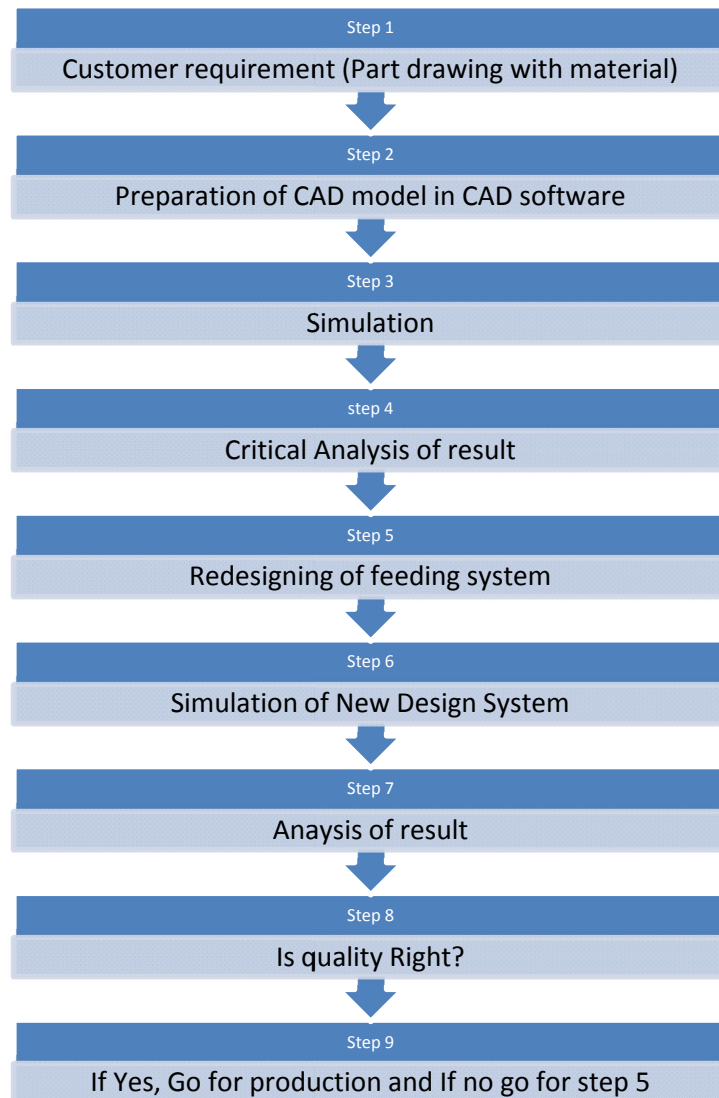 Step 1
Customer requirement (Part drawing with material)
Step 2
Preparation of CAD model in CAD software
Step 3
Simulation
step 4
Critical Analysis of result
Step 5
Redesigning of feeding system
Step 6
Simulation of New Design System
Step 7
Anaysis of result
Step 8
Is quality Right?
Step 9
If Yes, Go for production and If no go for step 5